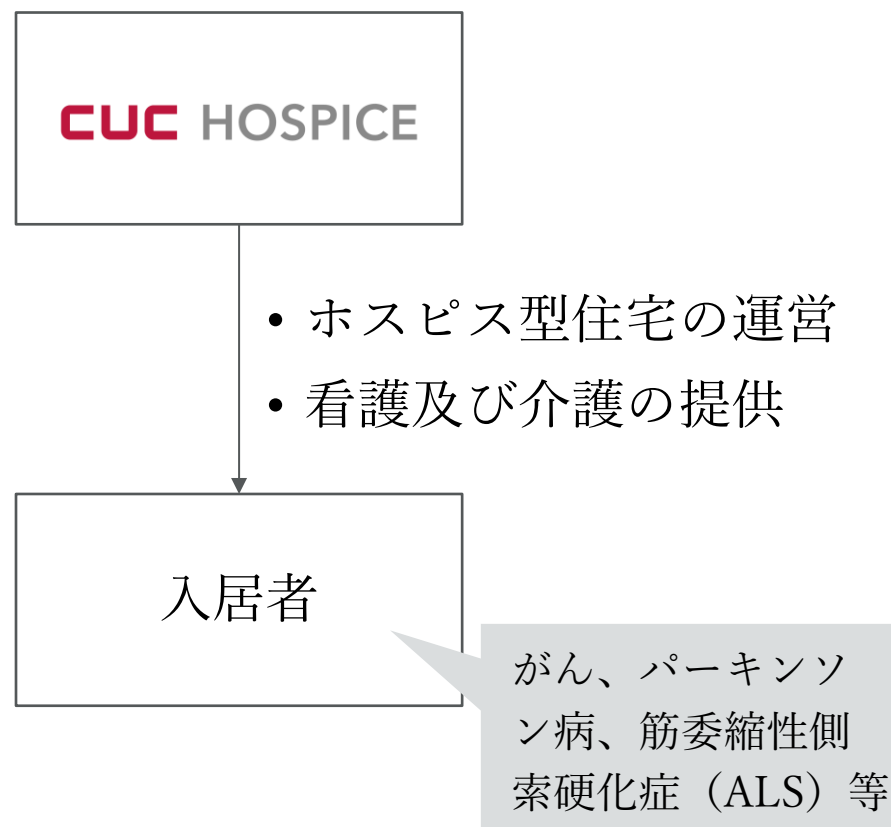 CUC HOSPICE
• ホスピス型住宅の運営
• 看護及び介護の提供
入居者
がん、パーキンソ
ン病、筋委縮性側
索硬化症（ALS）等